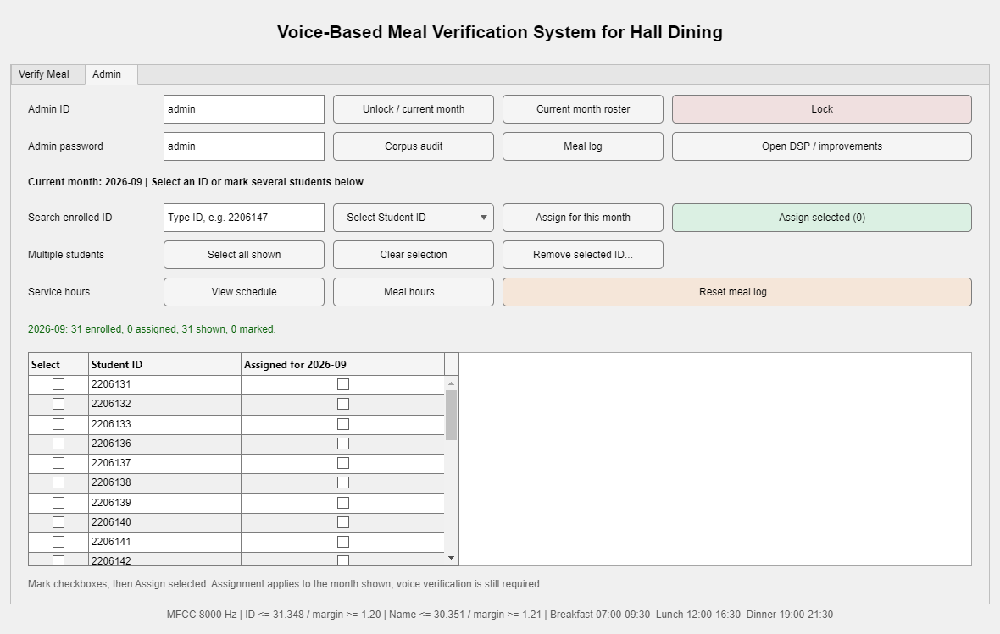 Voice-Based Meal Verification System for Hall Dining
Verify Meal Admin
Admin ID admin Unlock / current month Current month roster Lock
Admin password admin Corpus audit Meal log Open DSP / improvements
Current month: 2026-09 | Select an ID or mark several students below
Search enrolled ID Type ID, e.g. 2206147 -- Select Student ID -- Assign for this month Assign selected (0)
Multiple students Select all shown Clear selection Remove selected ID...
Service hours View schedule Meal hours... Reset meal log...
2026-09: 31 enrolled, 0 assigned, 31 shown, 0 marked.
Select Student ID Assigned for 2026-09
2206131
2206132
2206133
2206136
2206137
2206138
2206139
2206140
2206141
2206142
Mark checkboxes, then Assign selected. Assignment applies to the month shown; voice verification is still required.
MFCC 8000 Hz | ID <= 31.348 / margin >= 1.20 | Name <= 30.351 / margin >= 1.21 | Breakfast 07:00-09:30 Lunch 12:00-16:30 Dinner 19:00-21:30